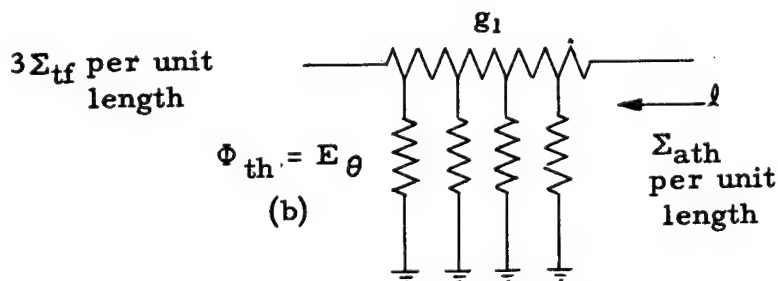 g₁
3Σtf per unit
length
ℓ
Φth = Eθ
Σath
per unit
length
(b)